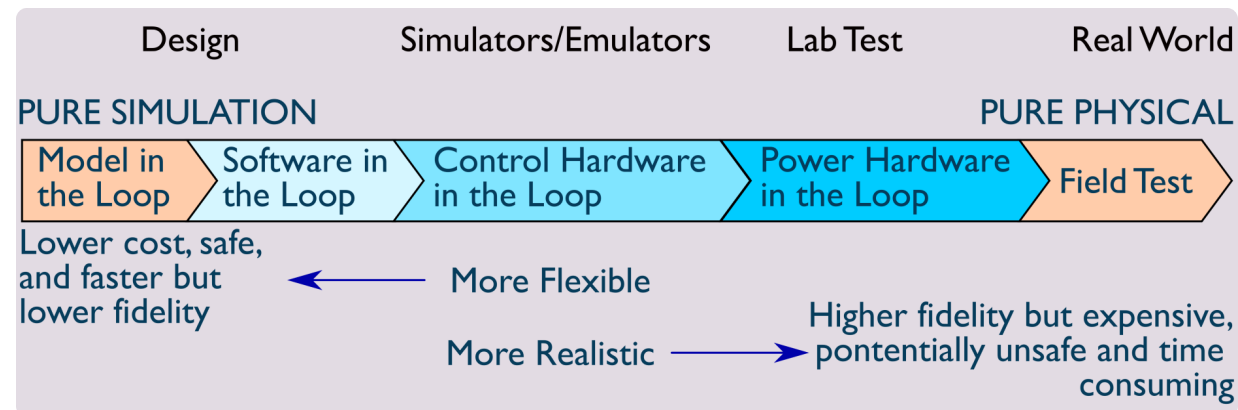 Design
Simulators/Emulators
Lab Test
Real World
PURE SIMULATION
PURE PHYSICAL
Model in
the Loop
Software in
the Loop
Control Hardware
in the Loop
Power Hardware
in the Loop
Field Test
Lower cost, safe,
and faster but
lower fidelity
More Flexible
More Realistic
Higher fidelity but expensive,
pontentially unsafe and time
consuming